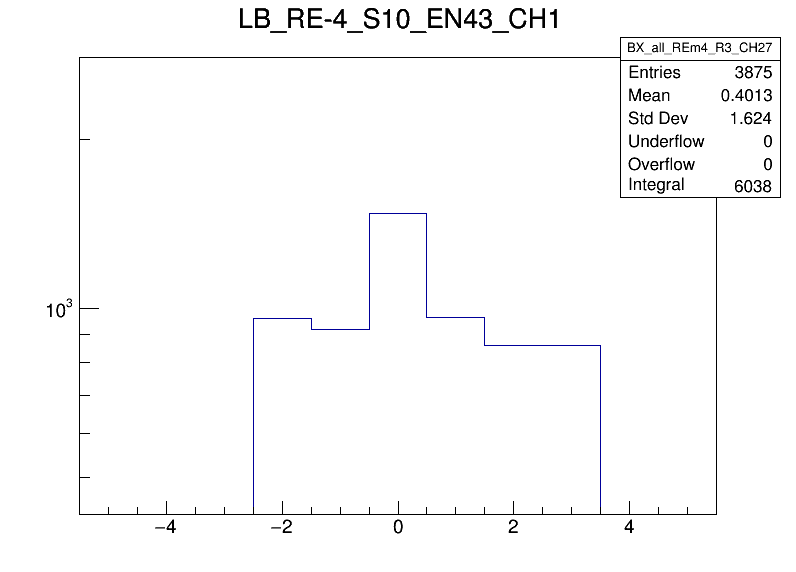 LB_RE-4_S10_EN43_CH1
BX_all_REm4_R3_CH27
Entries 3875
Mean 0.4013
Std Dev 1.624
Underflow 0
Overflow 0
Integral 6038
10³
−4 −2 0 2 4